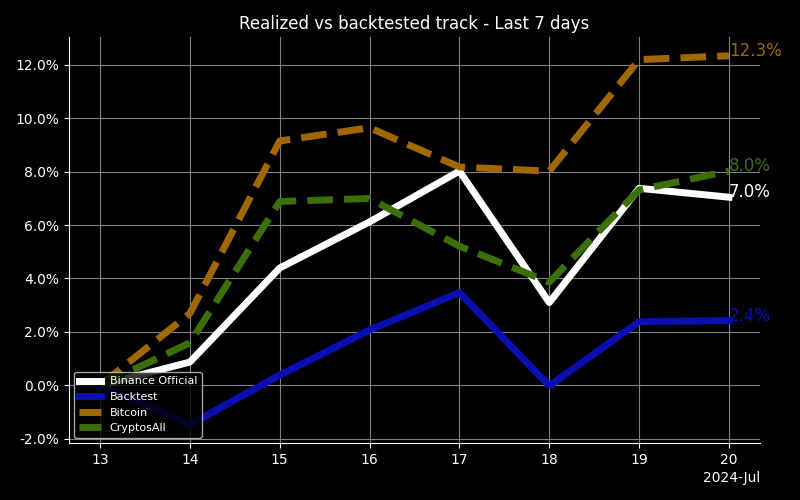 Realized vs backtested track - Last 7 days
12.0%
10.0%
8.0%
6.0%
4.0%
2.0%
0.0%
-2.0%
12.3%
8.0%
7.0%
2.4%
Binance Official
Backtest
Bitcoin
CryptosAll
13 14 15 16 17 18 19 20
2024-Jul